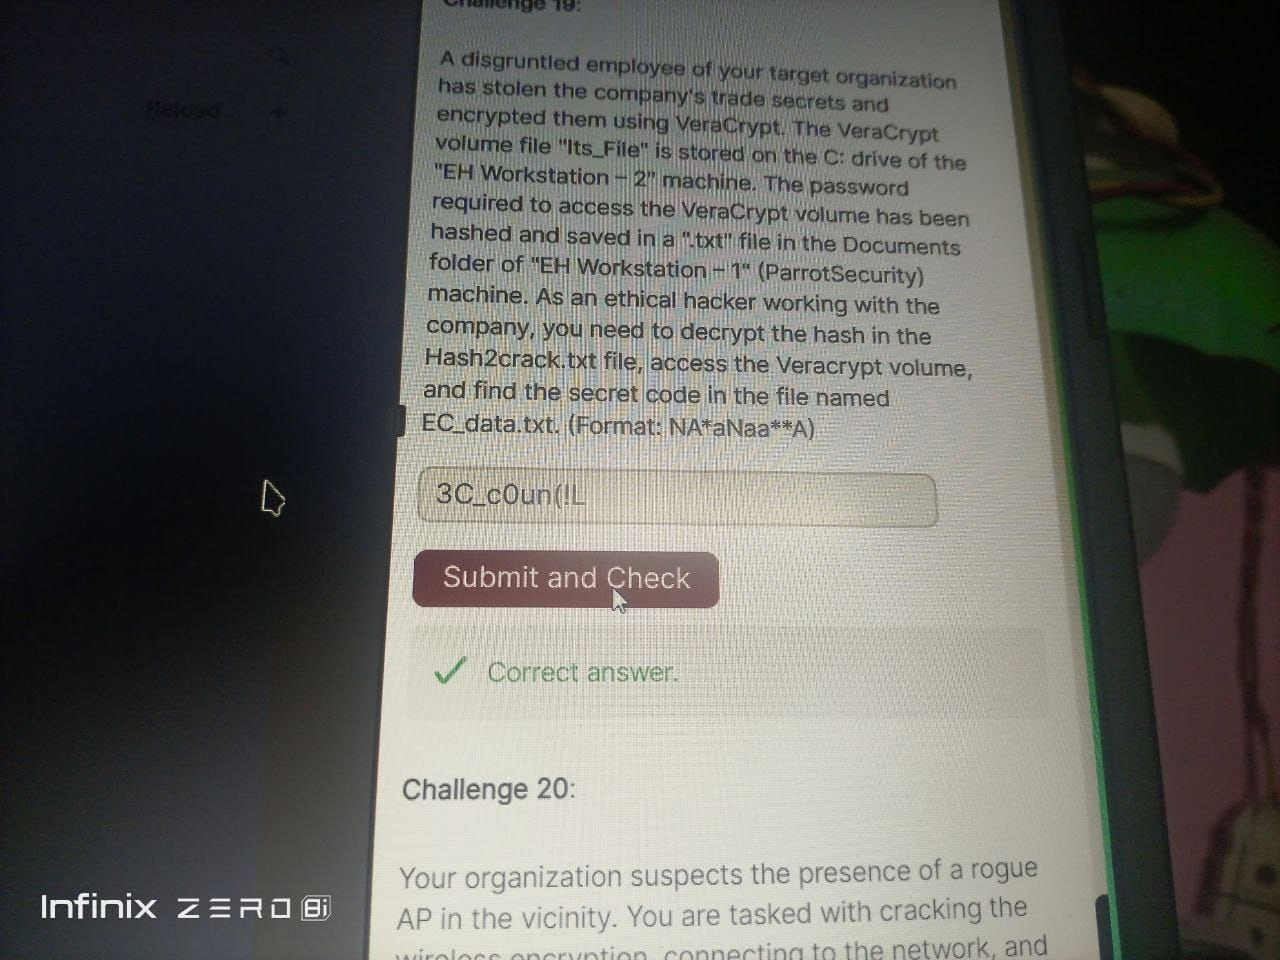 Challenge 19:
A disgruntled employee of your target organization
has stolen the company's trade secrets and
encrypted them using VeraCrypt. The VeraCrypt
volume file "Its_File" is stored on the C: drive of the
"EH Workstation – 2" machine. The password
required to access the VeraCrypt volume has been
hashed and saved in a ".txt" file in the Documents
folder of "EH Workstation – 1" (ParrotSecurity)
machine. As an ethical hacker working with the
company, you need to decrypt the hash in the
Hash2crack.txt file, access the Veracrypt volume,
and find the secret code in the file named
EC_data.txt. (Format: NA*aNaa**A)
3C_c0un(!L
Submit and Check
Correct answer.
Challenge 20:
Your organization suspects the presence of a rogue
AP in the vicinity. You are tasked with cracking the
wireless encryption, connecting to the network, and
Reload +
Infinix ZERO 8i